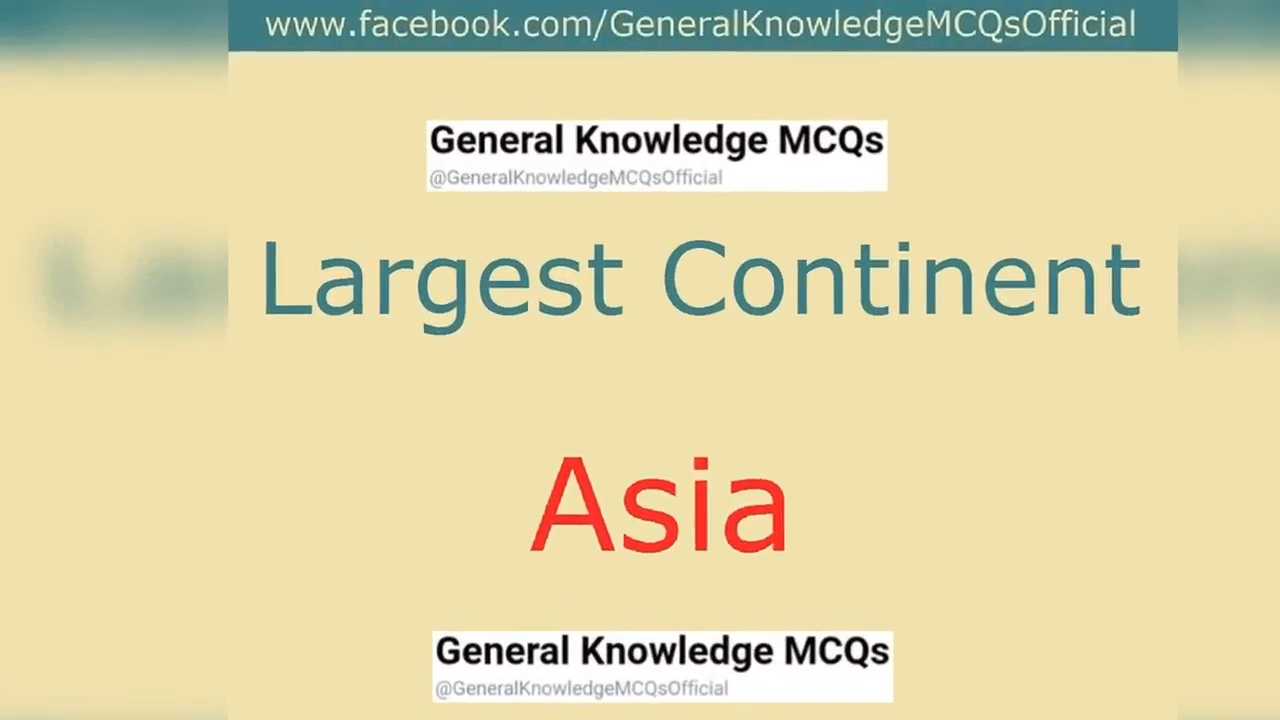 www.facebook.com/GeneralKnowledgeMCQsOfficial
General Knowledge MCQs
@GeneralKnowledgeMCQsOfficial
Largest Continent
Asia
General Knowledge MCQs
@GeneralKnowledgeMCQsOfficial